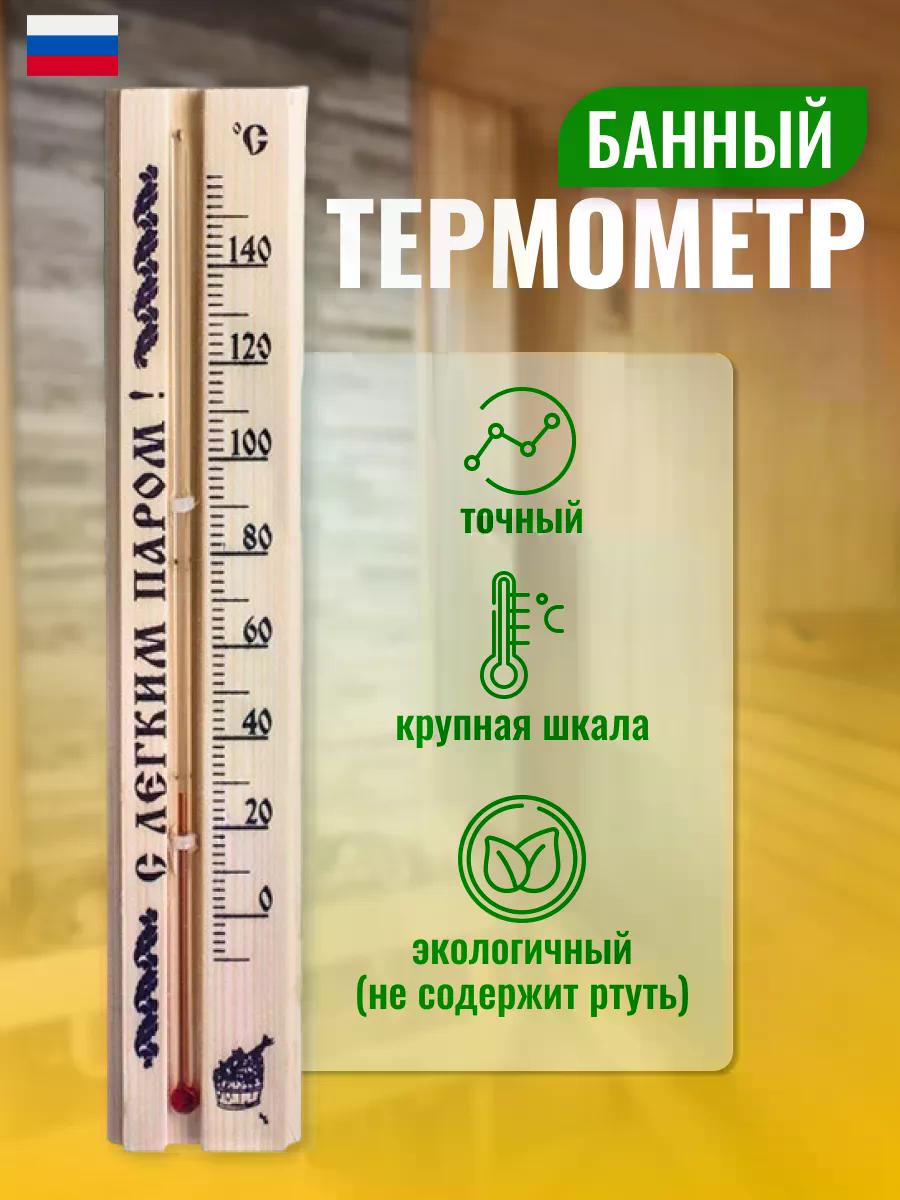 БАННЫЙ
ТЕРМОМЕТР
°C
140
120
100
80
60
40
20
0
С ЛЕГКИМ ПАРОМ !
точный
°C
крупная шкала
экологичный
(не содержит ртуть)